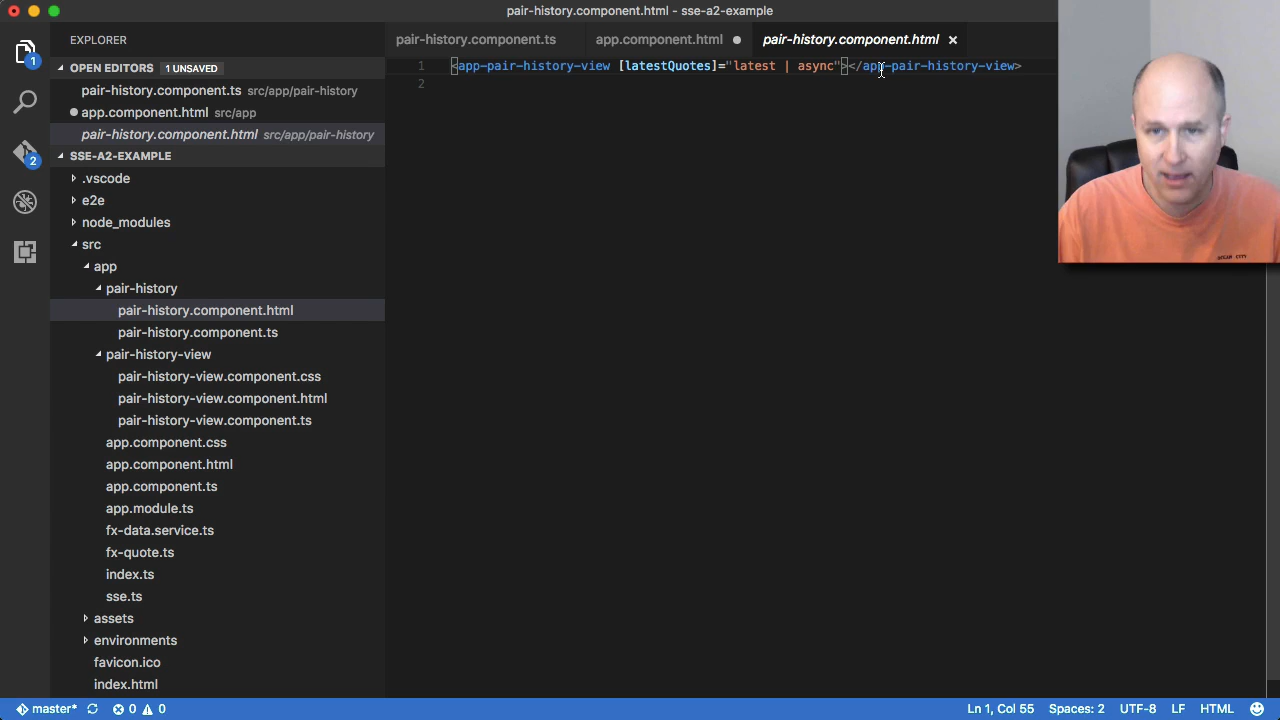 pair-history.component.html - sse-a2-example
EXPLORER
pair-history.component.ts
app.component.html
pair-history.component.html
OPEN EDITORS 1 UNSAVED
pair-history.component.ts src/app/pair-history
app.component.html src/app
pair-history.component.html src/app/pair-history
SSE-A2-EXAMPLE
.vscode
e2e
node_modules
src
app
pair-history
pair-history.component.html
pair-history.component.ts
pair-history-view
pair-history-view.component.css
pair-history-view.component.html
pair-history-view.component.ts
app.component.css
app.component.html
app.component.ts
app.module.ts
fx-data.service.ts
fx-quote.ts
index.ts
sse.ts
assets
environments
favicon.ico
index.html
1
2
1 <app-pair-history-view [latestQuotes]="latest | async"></app-pair-history-view>
2
OCEAN CITY
master* 0 0
Ln 1, Col 55 Spaces: 2 UTF-8 LF HTML